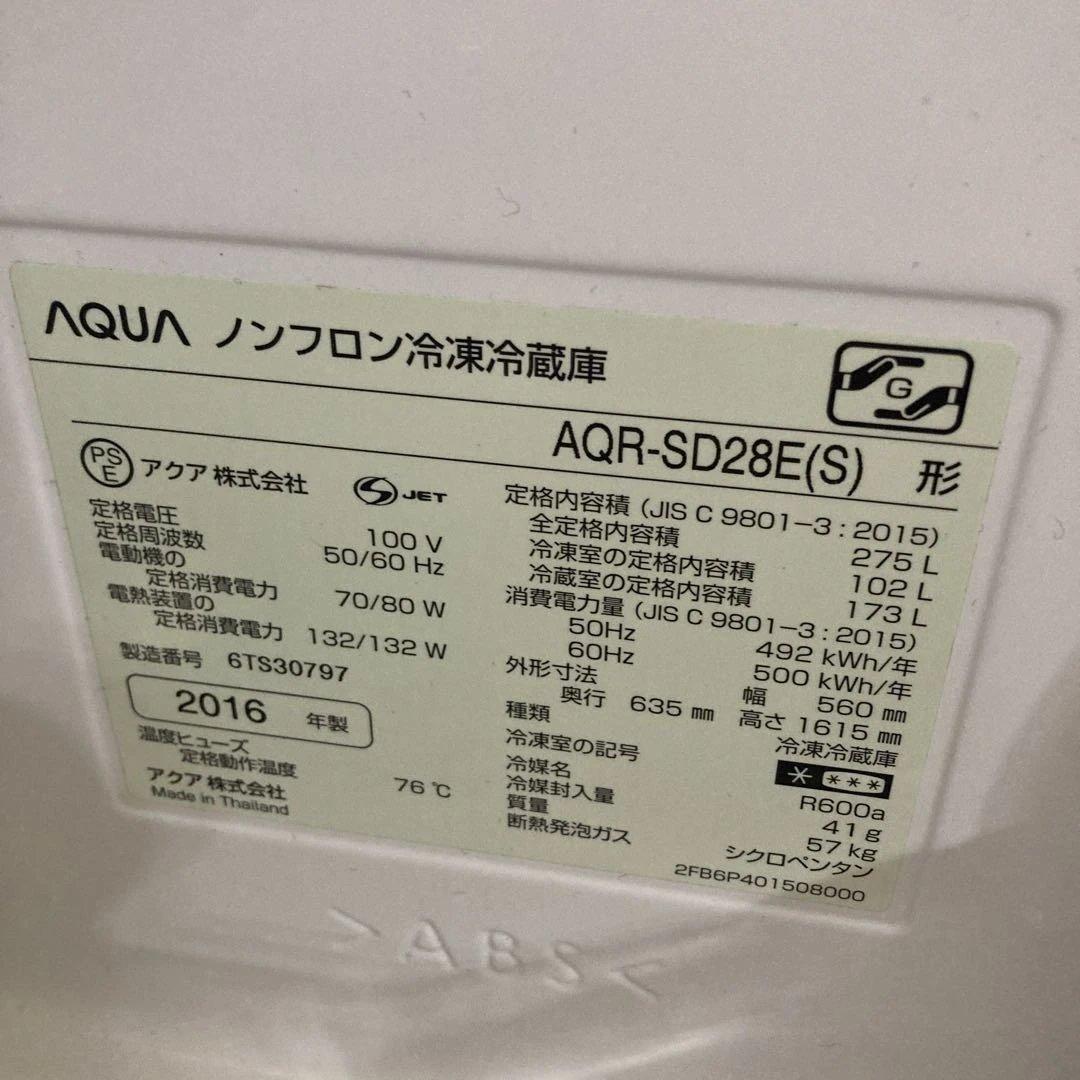 AQUA ノンフロン冷凍冷蔵庫
G
AQR-SD28E(S) 形
PSE アクア株式会社 S JET
定格電圧 100 V
定格周波数 50/60 Hz
電動機の
定格消費電力 70/80 W
電熱装置の
定格消費電力 132/132 W
製造番号 6TS30797
2016 年製
温度ヒューズ
定格動作温度 76 ℃
アクア株式会社
Made in Thailand
定格内容積 (JIS C 9801-3 : 2015)
全定格内容積 275 L
冷凍室の定格内容積 102 L
冷蔵室の定格内容積 173 L
消費電力量 (JIS C 9801-3 : 2015)
50Hz 492 kWh/年
60Hz 500 kWh/年
外形寸法 幅 560 ㎜
奥行 635 ㎜ 高さ 1615 ㎜
種類 冷凍冷蔵庫
冷凍室の記号 * ***
冷媒名 R600a
冷媒封入量 41 g
質量 57 kg
断熱発泡ガス シクロペンタン
2FB6P401508000
>ABS<